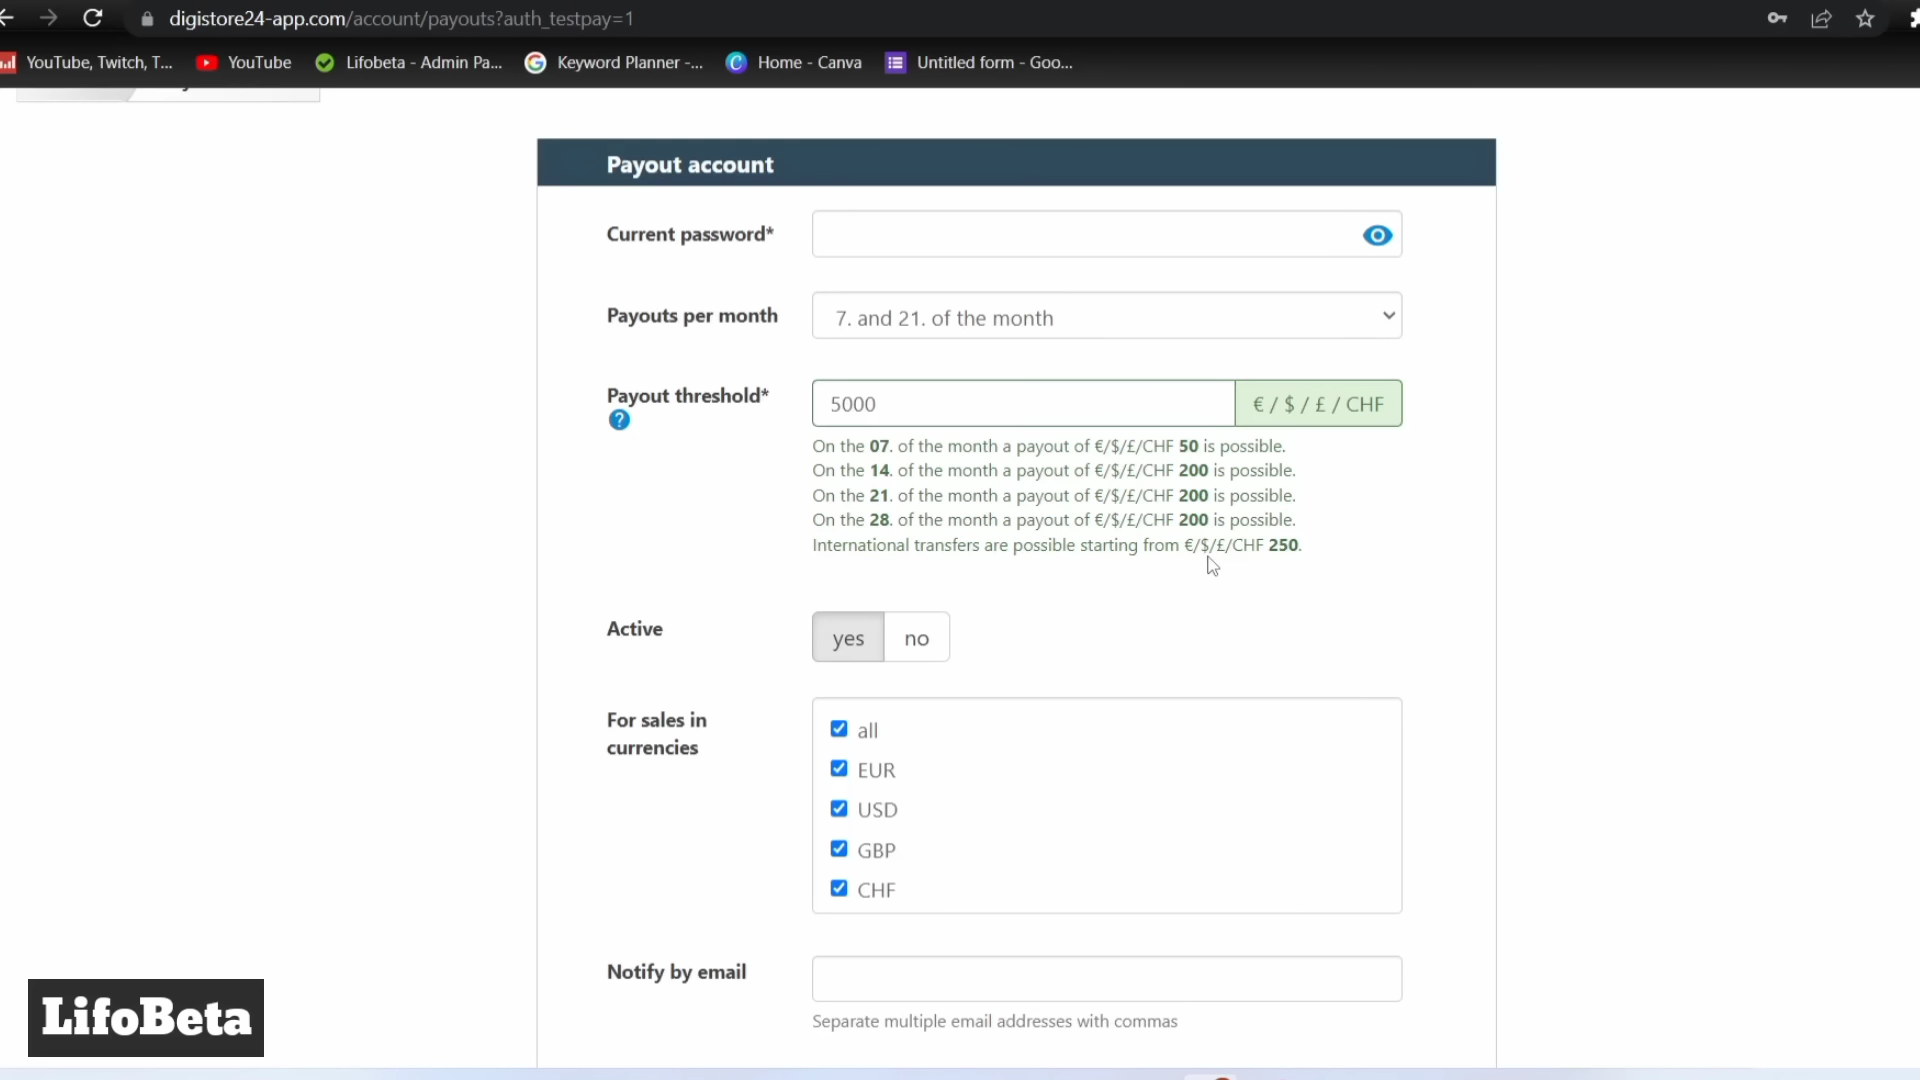 digistore24-app.com/account/payouts?auth_testpay=1
YouTube, Twitch, T...
YouTube
Lifobeta - Admin Pa...
Keyword Planner -...
Home - Canva
Untitled form - Goo...
Payout account
Current password*
Payouts per month
7. and 21. of the month
Payout threshold*
?
5000
€ / $ / £ / CHF
On the 07. of the month a payout of €/$/£/CHF 50 is possible.
On the 14. of the month a payout of €/$/£/CHF 200 is possible.
On the 21. of the month a payout of €/$/£/CHF 200 is possible.
On the 28. of the month a payout of €/$/£/CHF 200 is possible.
International transfers are possible starting from €/$/£/CHF 250.
Active
yes
no
For sales in
currencies
all
EUR
USD
GBP
CHF
Notify by email
Separate multiple email addresses with commas
LifoBeta